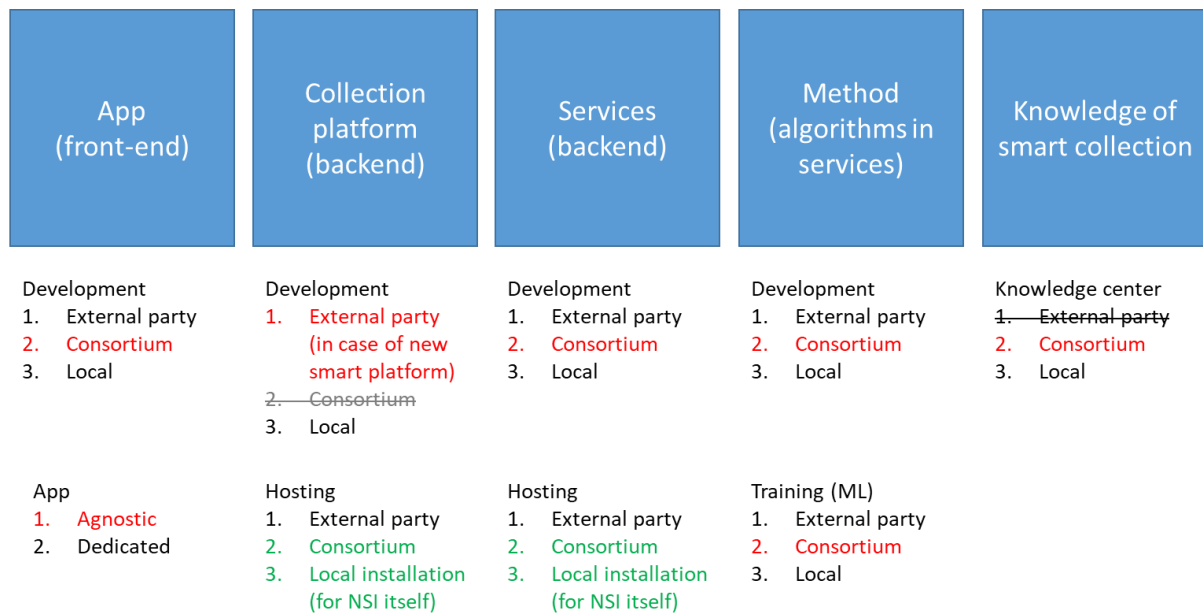 App
(front-end)
Collection
platform
(backend)
Services
(backend)
Method
(algorithms in
services)
Knowledge of
smart collection
Development
1. External party
2. Consortium
3. Local
Development
1. External party
(in case of new
smart platform)
2. Consortium
3. Local
Development
1. External party
2. Consortium
3. Local
Development
1. External party
2. Consortium
3. Local
Knowledge center
1. External party
2. Consortium
3. Local
App
1. Agnostic
2. Dedicated
Hosting
1. External party
2. Consortium
3. Local installation
(for NSI itself)
Hosting
1. External party
2. Consortium
3. Local installation
(for NSI itself)
Training (ML)
1. External party
2. Consortium
3. Local